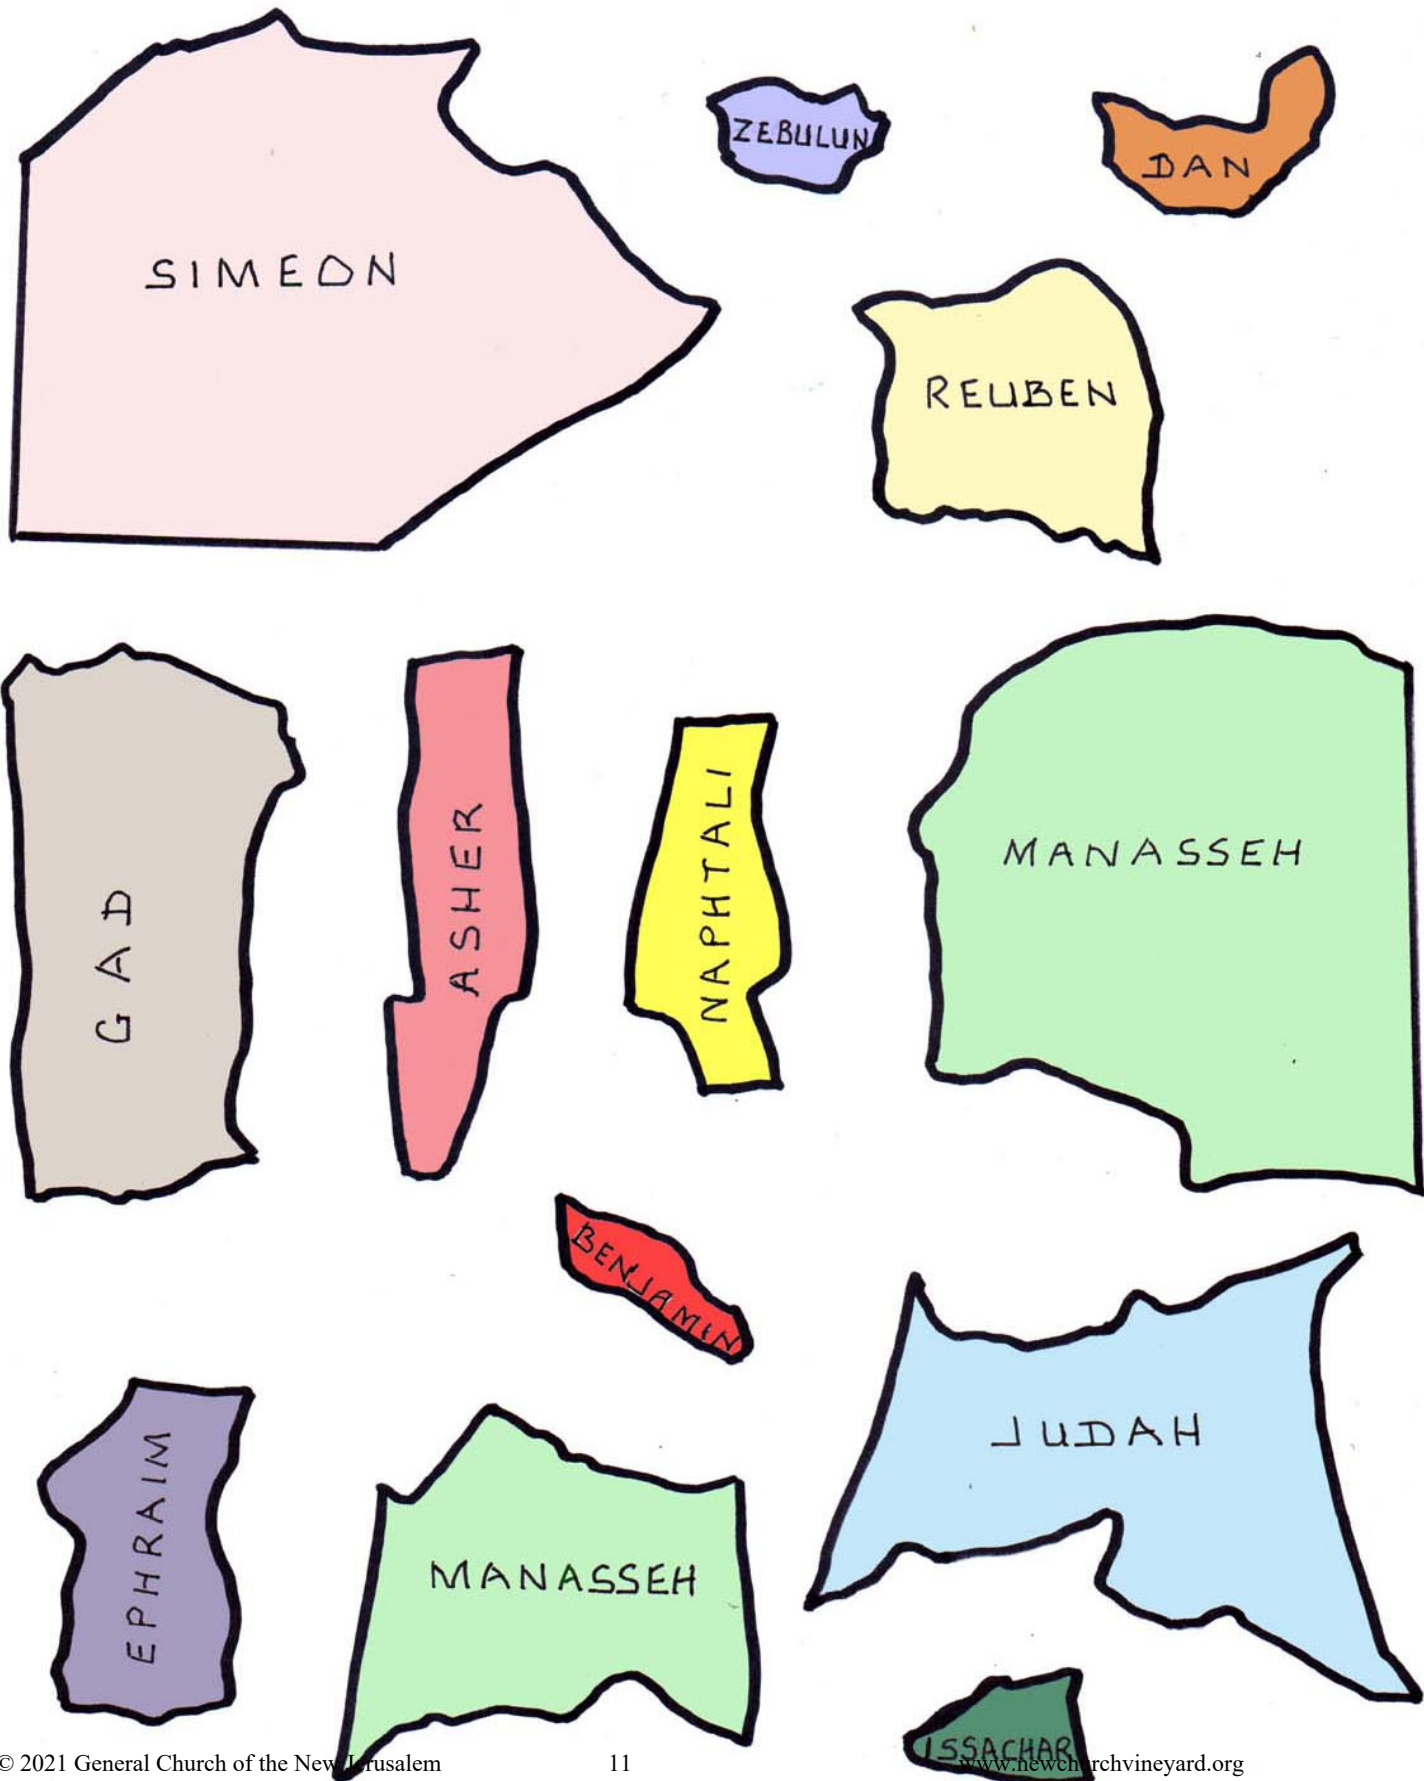 ZEBULUN
DAN
SIMEON
REUBEN
MANASSEH
ASHER
NAPHTALI
GAD
BENJAMIN
JUDAH
EPHRAIM
MANASSEH
ISSACHAR
© 2021 General Church of the New Jerusalem 11 www.newchurchvineyard.org